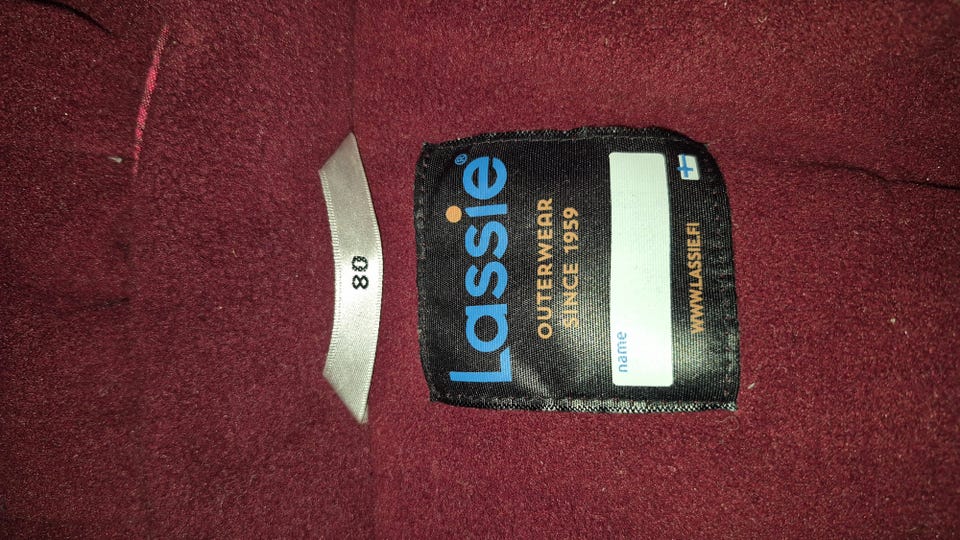 80
Lassie®
OUTERWEAR
SINCE 1959
name
WWW.LASSIE.FI